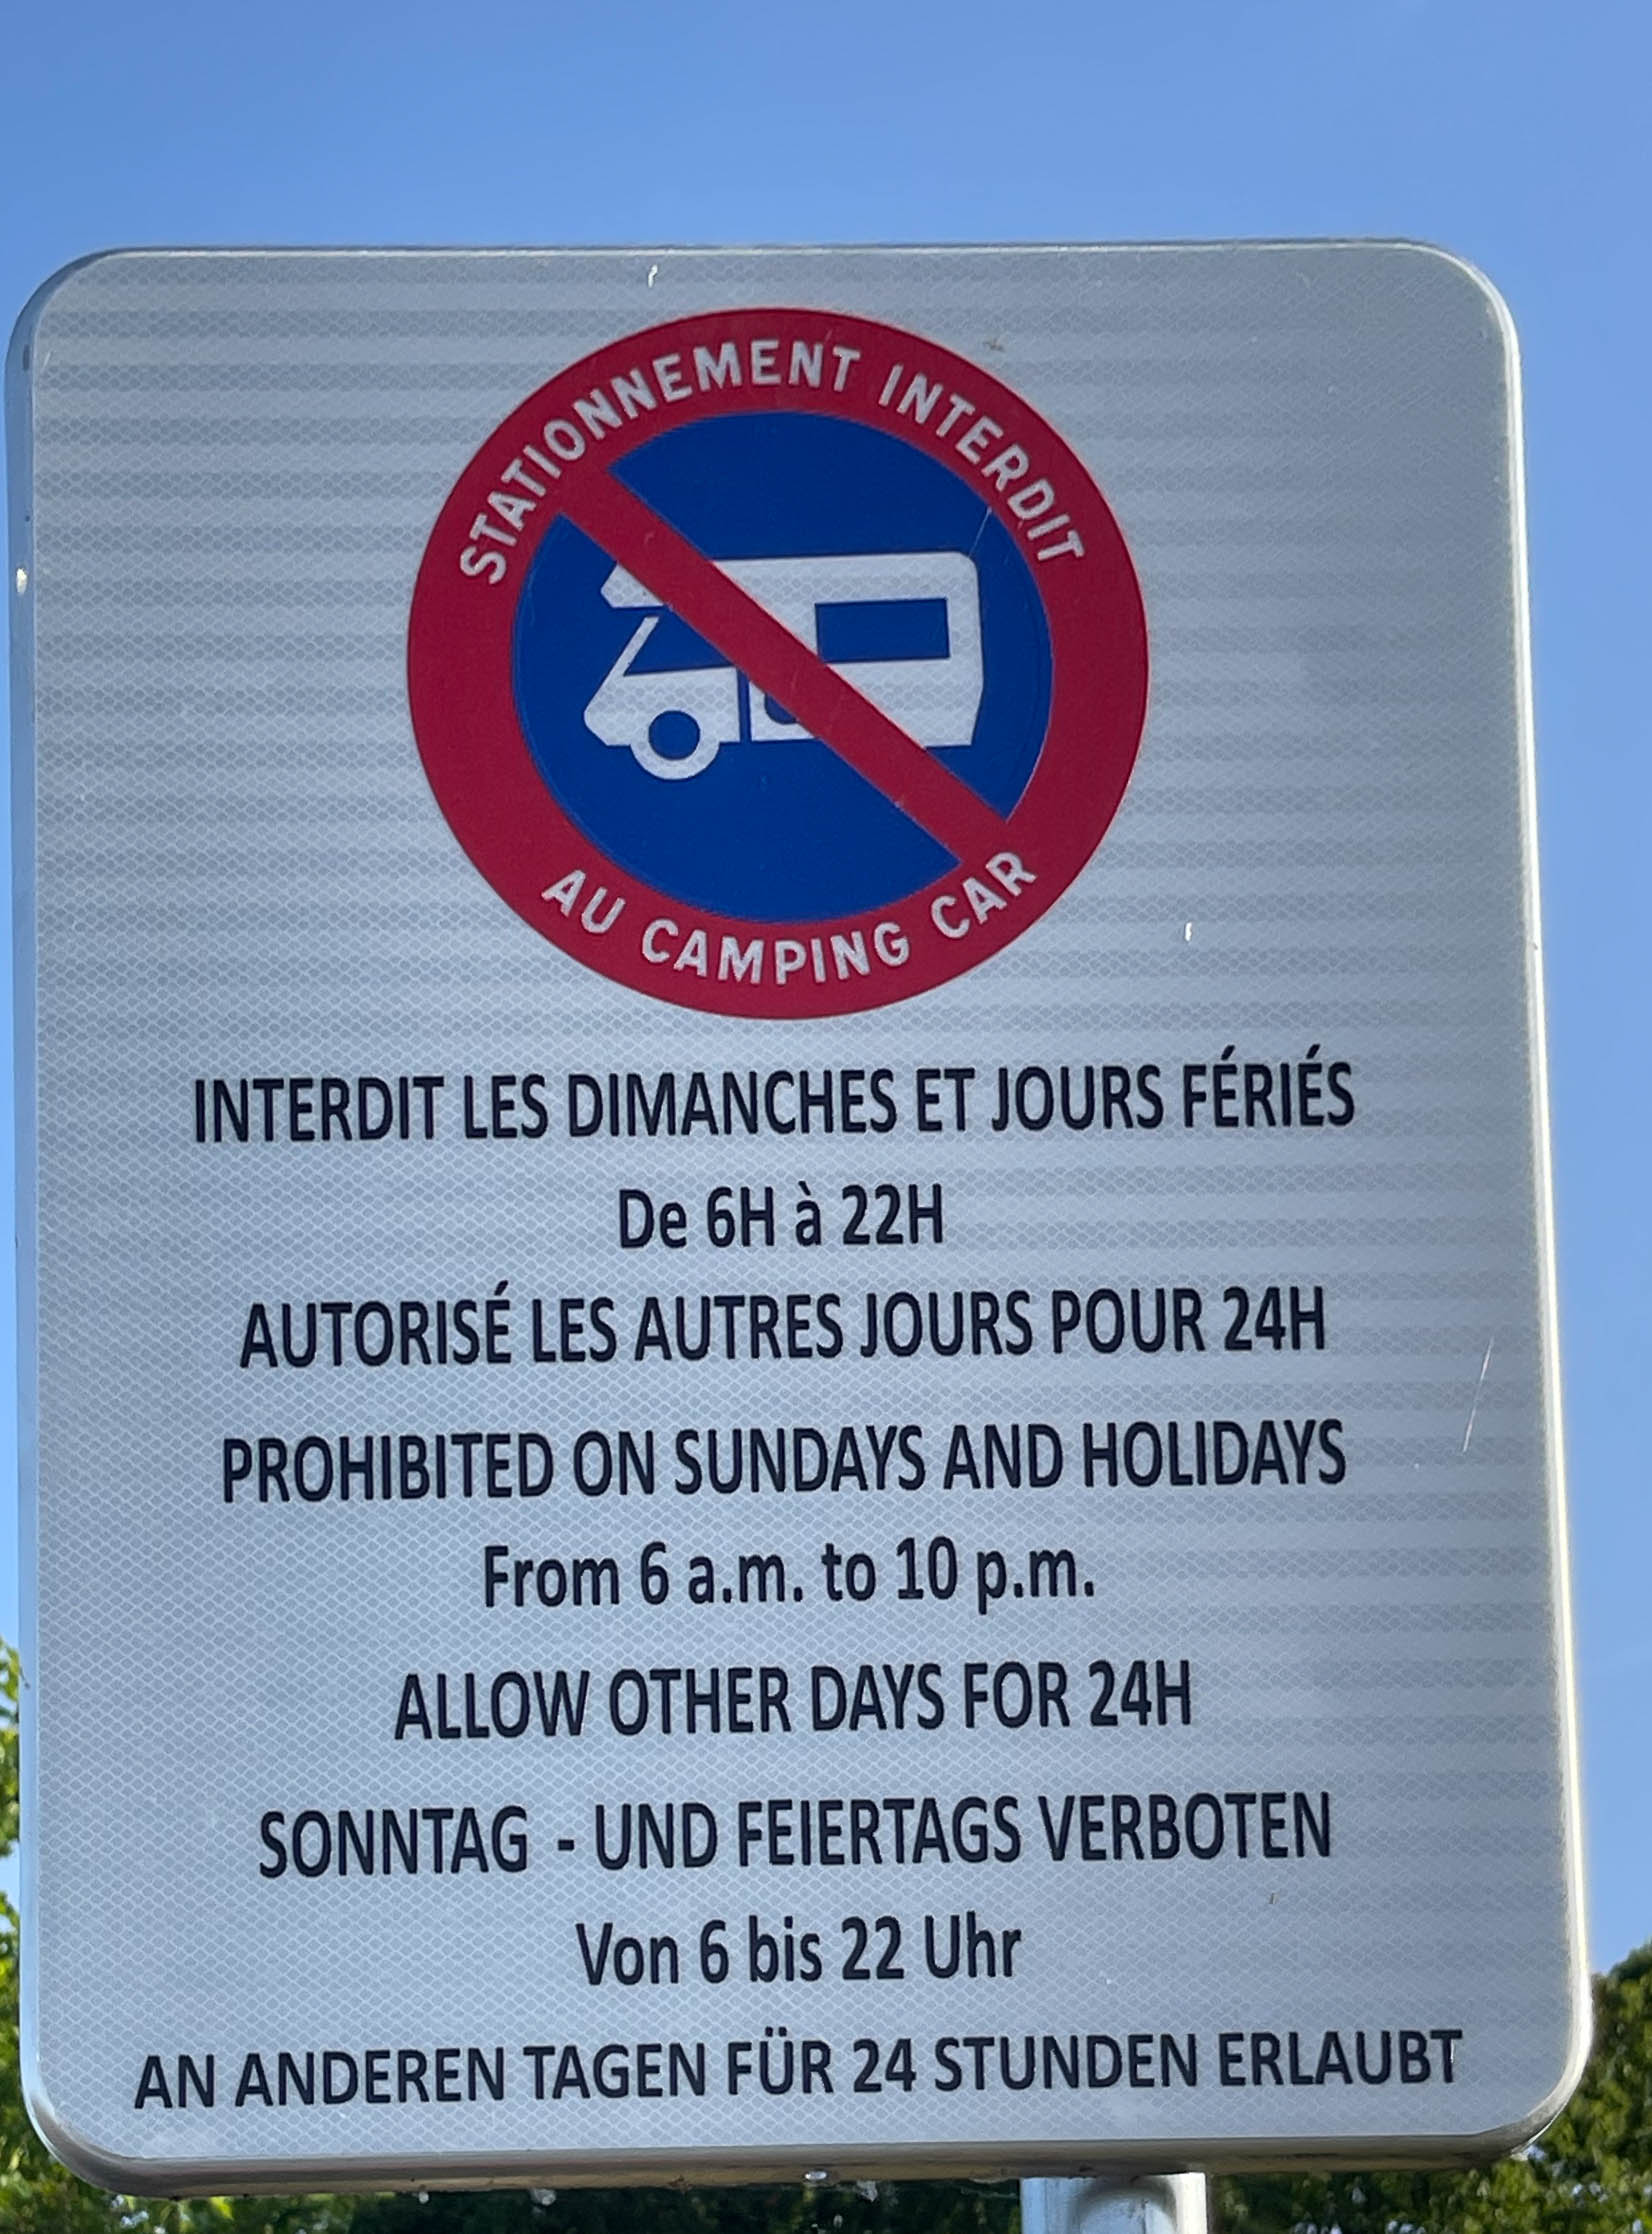 STATIONNEMENT INTERDIT
AU CAMPING CAR
INTERDIT LES DIMANCHES ET JOURS FÉRIÉS
De 6H à 22H
AUTORISÉ LES AUTRES JOURS POUR 24H
PROHIBITED ON SUNDAYS AND HOLIDAYS
From 6 a.m. to 10 p.m.
ALLOW OTHER DAYS FOR 24H
SONNTAG - UND FEIERTAGS VERBOTEN
Von 6 bis 22 Uhr
AN ANDEREN TAGEN FÜR 24 STUNDEN ERLAUBT